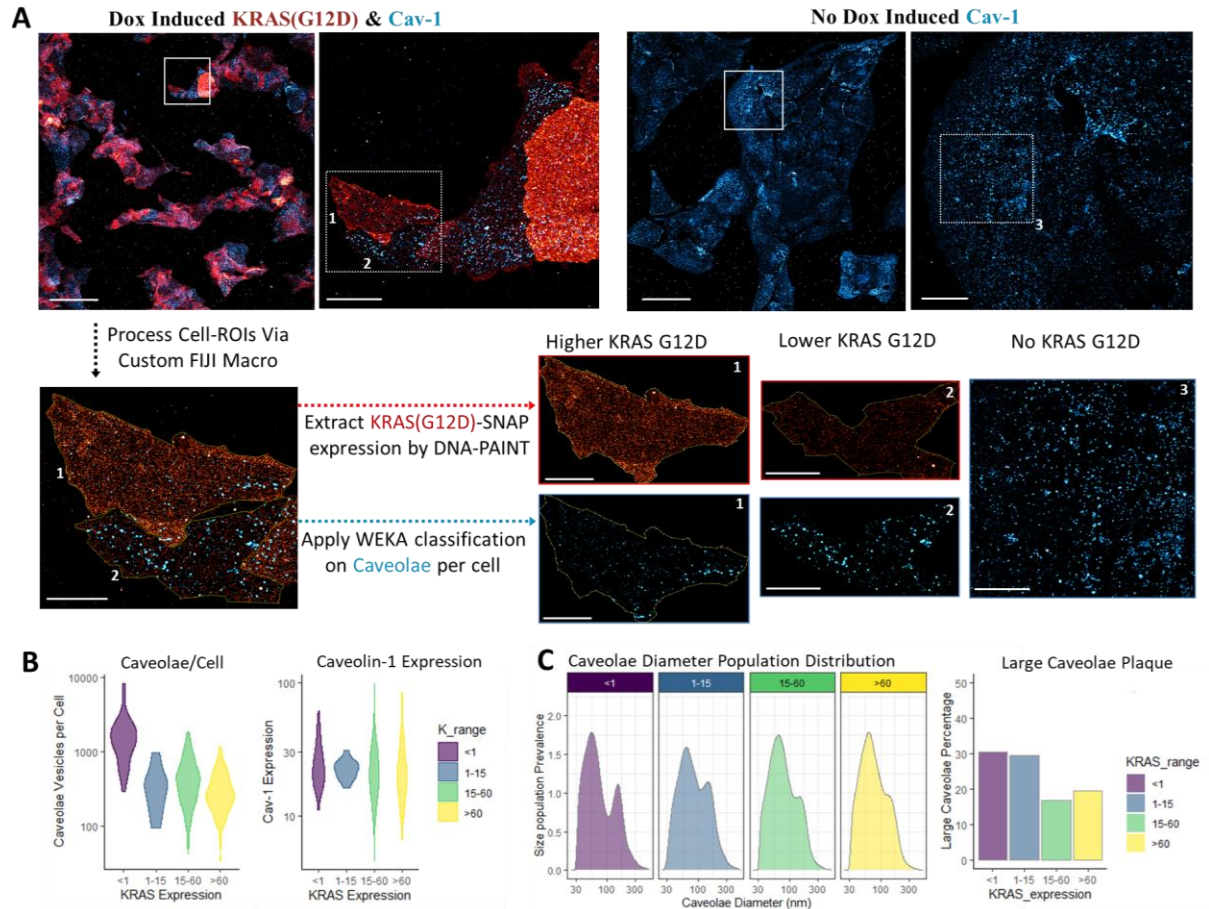 A
Dox Induced KRAS(G12D) & Cav-1
No Dox Induced Cav-1
1
2
3
Process Cell-ROIs Via
Custom FIJI Macro
1
2
Extract KRAS(G12D)-SNAP
expression by DNA-PAINT
Apply WEKA classification
on Caveolae per cell
Higher KRAS G12D
Lower KRAS G12D
No KRAS G12D
1
2
3
1
2
B
Caveolae/Cell
Caveolae Vesicles per Cell
10000
1000
100
<1
1-15
15-60
>60
KRAS Expression
Caveolin-1 Expression
Cav-1 Expression
100
30
10
<1
1-15
15-60
>60
KRAS Expression
K_range
<1
1-15
15-60
>60
C
Caveolae Diameter Population Distribution
<1
1-15
15-60
>60
Size population Prevalence
2.0
1.5
1.0
0.5
0.0
30 100 300
30 100 300
30 100 300
30 100 300
Caveolae Diameter (nm)
Large Caveolae Plaque
Large Caveolae Percentage
50
40
30
20
10
0
<1
1-15
15-60
>60
KRAS_expression
KRAS_range
<1
1-15
15-60
>60